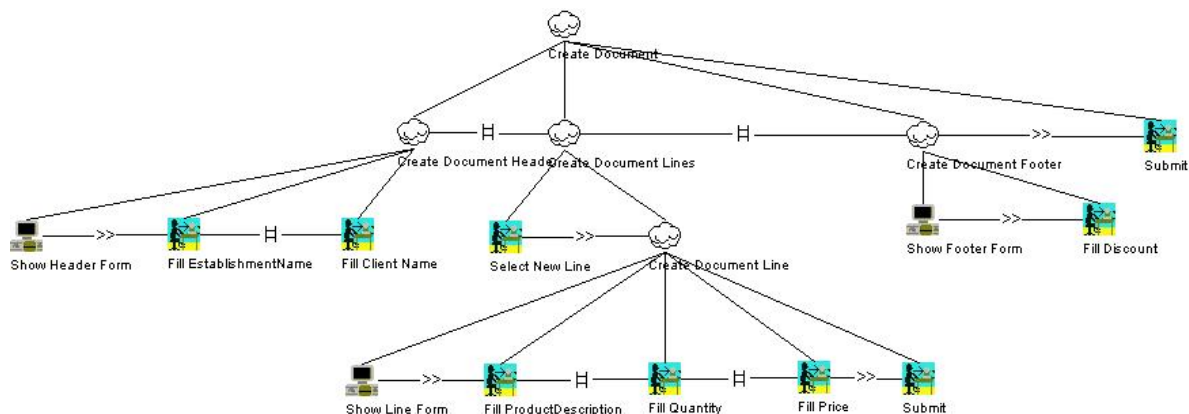 Create Document
Create Document Header
Create Document Lines
Create Document Footer
>>
Submit
Show Header Form
>>
Fill EstablishmentName
Fill Client Name
Select New Line
>>
Create Document Line
Show Footer Form
>>
Fill Discount
Show Line Form
>>
Fill ProductDescription
Fill Quantity
Fill Price
>>
Submit